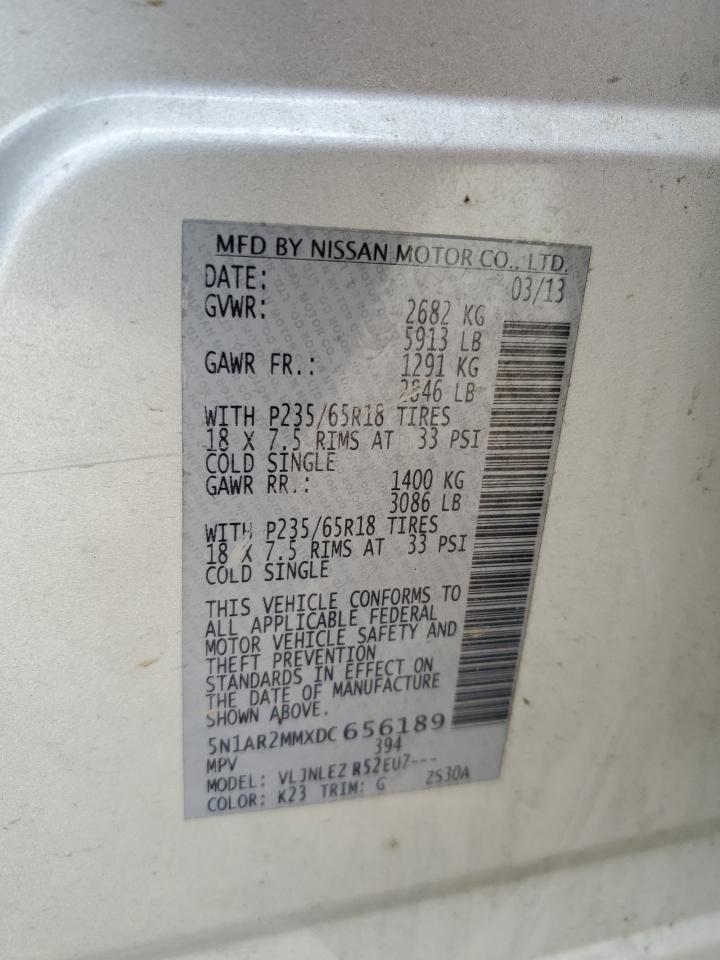 MFD BY NISSAN MOTOR CO., LTD.
DATE: 03/13
GVWR: 2682 KG
5913 LB
GAWR FR.: 1291 KG
2846 LB
WITH P235/65R18 TIRES
18 X 7.5 RIMS AT 33 PSI
COLD SINGLE
GAWR RR.: 1400 KG
3086 LB
WITH P235/65R18 TIRES
18 X 7.5 RIMS AT 33 PSI
COLD SINGLE
THIS VEHICLE CONFORMS TO
ALL APPLICABLE FEDERAL
MOTOR VEHICLE SAFETY AND
THEFT PREVENTION
STANDARDS IN EFFECT ON
THE DATE OF MANUFACTURE
SHOWN ABOVE.
5N1AR2MMXDC656189
MPV 394
MODEL: VLJNLEZ R52EU7--- ZS30A
COLOR: K23 TRIM: G